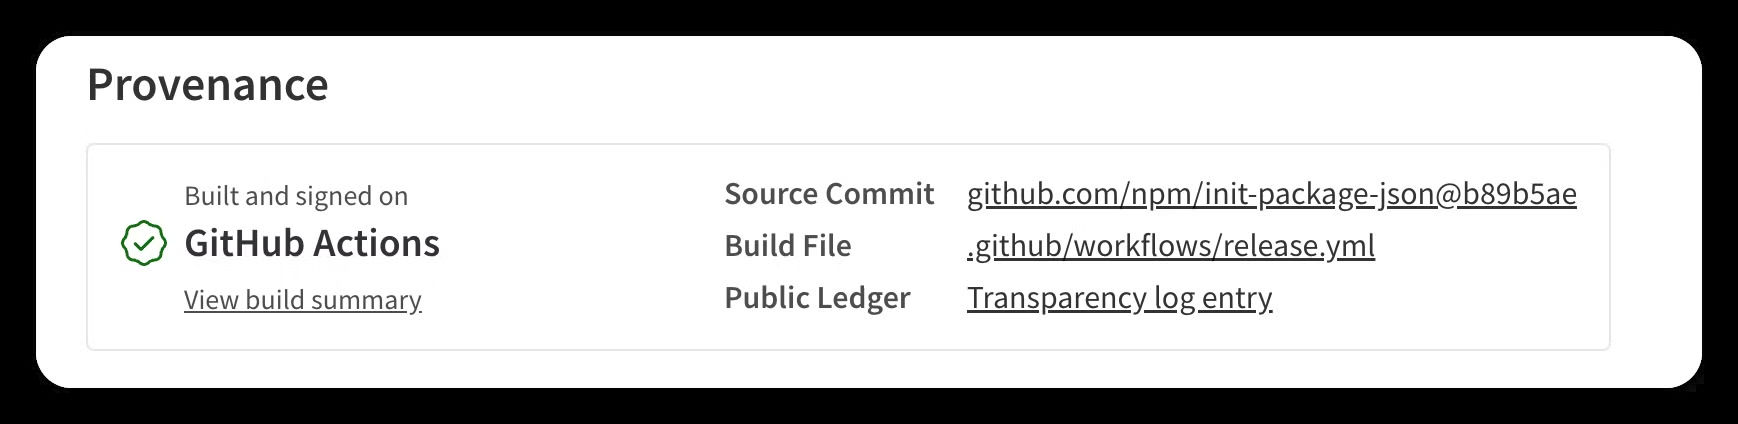 Provenance
Built and signed on
GitHub Actions
View build summary
Source Commit github.com/npm/init-package-json@b89b5ae
Build File .github/workflows/release.yml
Public Ledger Transparency log entry